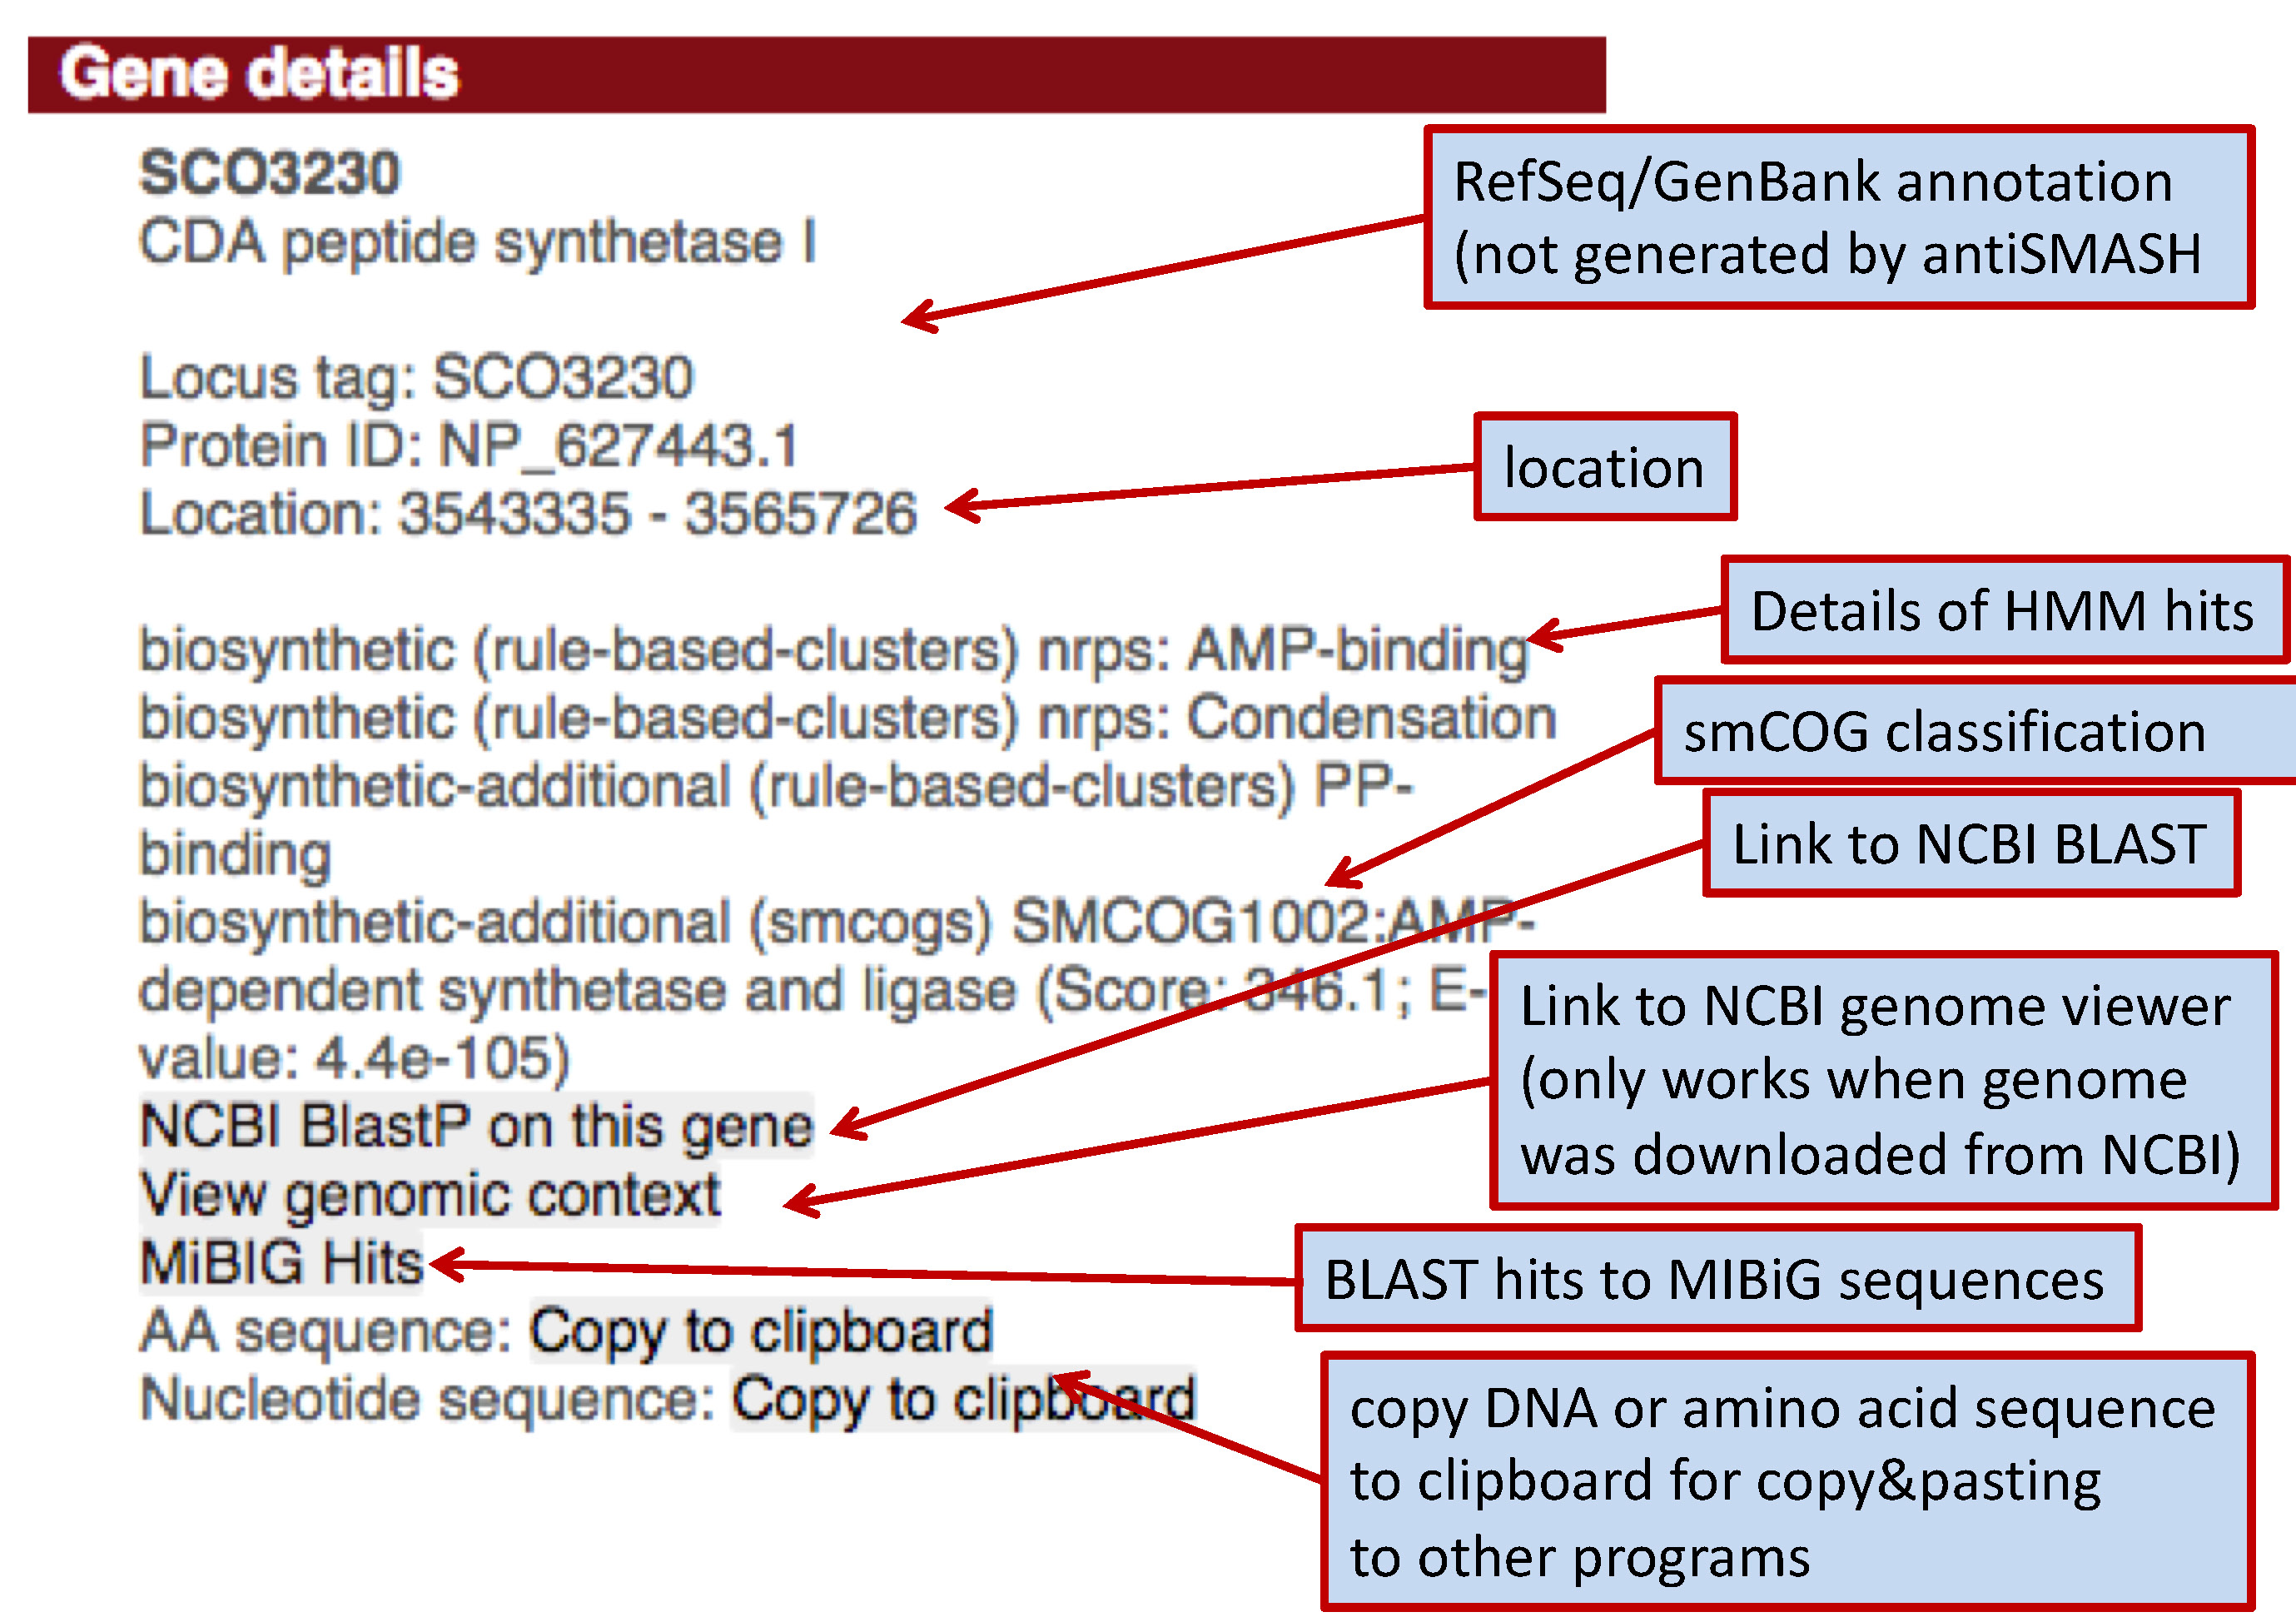 Gene details
SCO3230
CDA peptide synthetase I
Locus tag: SCO3230
Protein ID: NP_627443.1
Location: 3543335 - 3565726
biosynthetic (rule-based-clusters) nrps: AMP-binding
biosynthetic (rule-based-clusters) nrps: Condensation
biosynthetic-additional (rule-based-clusters) PP-
binding
biosynthetic-additional (smcogs) SMCOG1002:AMP-
dependent synthetase and ligase (Score: 346.1; E-
value: 4.4e-105)
NCBI BlastP on this gene
View genomic context
MiBIG Hits
AA sequence: Copy to clipboard
Nucleotide sequence: Copy to clipboard
RefSeq/GenBank annotation
(not generated by antiSMASH
location
Details of HMM hits
smCOG classification
Link to NCBI BLAST
Link to NCBI genome viewer
(only works when genome
was downloaded from NCBI)
BLAST hits to MIBiG sequences
copy DNA or amino acid sequence
to clipboard for copy&pasting
to other programs